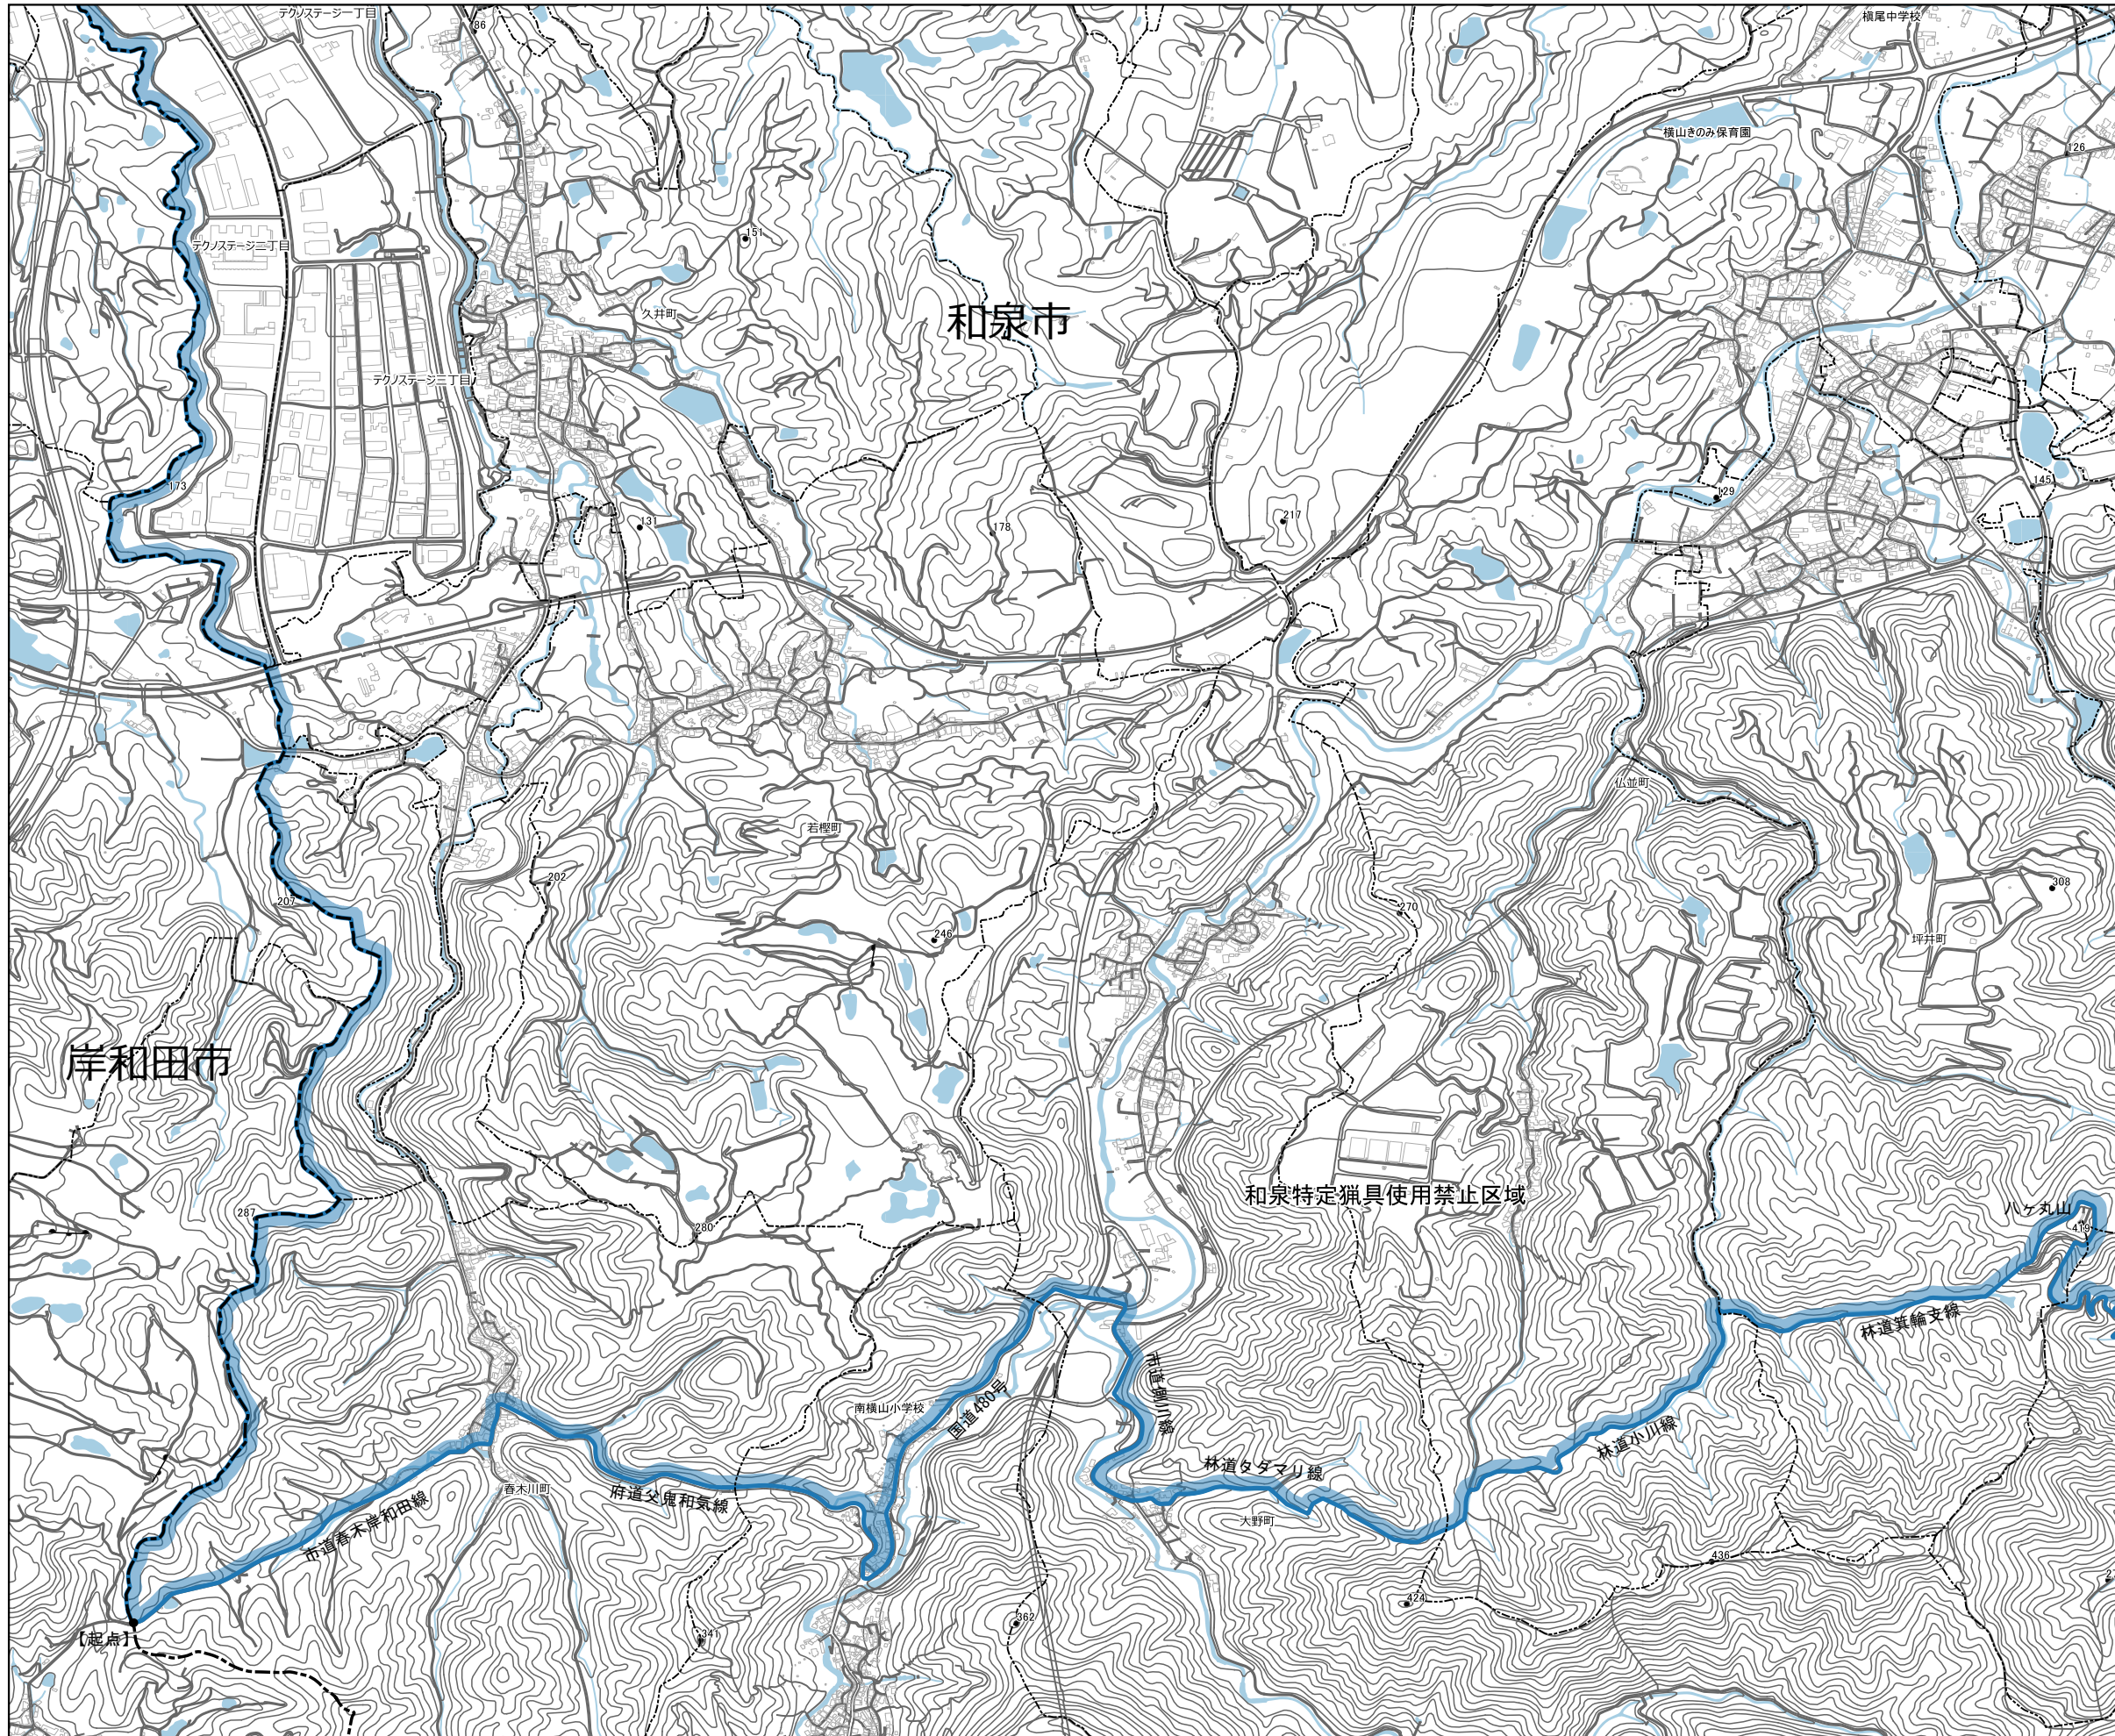 テクノステージ一丁目
86
槇尾中学校
横山きのみ保育園
126
151
テクノステージ二丁目
久井町
和泉市
テクノステージ三丁目
173
131
178
217
129
145
仏並町
若樫町
202
207
246
270
308
坪井町
岸和田市
和泉特定猟具使用禁止区域
287
280
八ヶ丸山
419
林道箕輪支線
南横山小学校
国道480号
市道側川線
林道小川線
林道タダマリ線
春木川町
府道父鬼和気線
市道春木岸和田線
大野町
436
424
362
341
【起点】